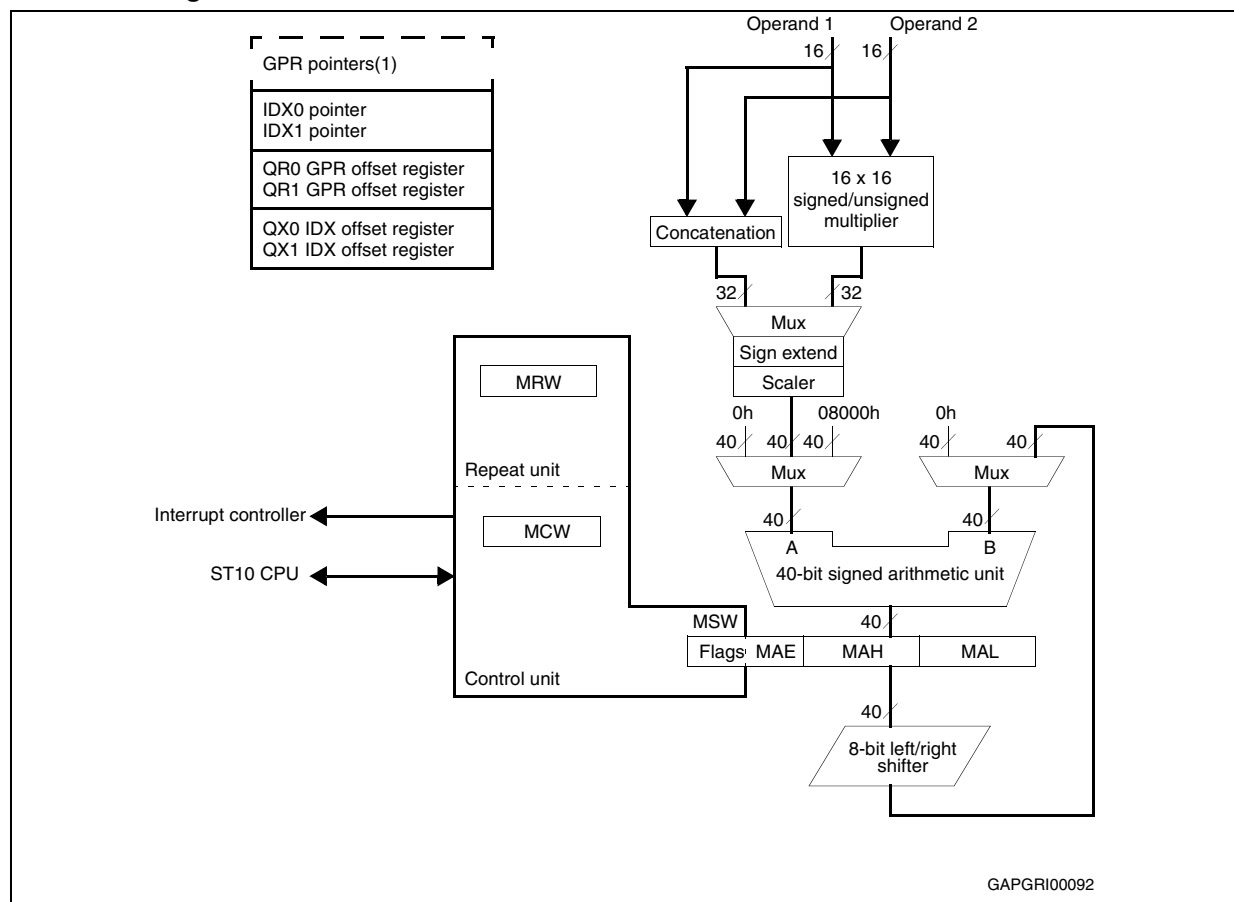 Operand 1 Operand 2
16 16
GPR pointers(1)
IDX0 pointer
IDX1 pointer
QR0 GPR offset register
QR1 GPR offset register
QX0 IDX offset register
QX1 IDX offset register
16 x 16
signed/unsigned
multiplier
Concatenation
32 32
Mux
Sign extend
Scaler
MRW
0h 08000h 0h
40 40 40 40 40
Mux Mux
Repeat unit
Interrupt controller
MCW
40 40
A B
40-bit signed arithmetic unit
ST10 CPU
MSW 40
Flags MAE MAH MAL
Control unit
40
8-bit left/right
shifter
GAPGRI00092